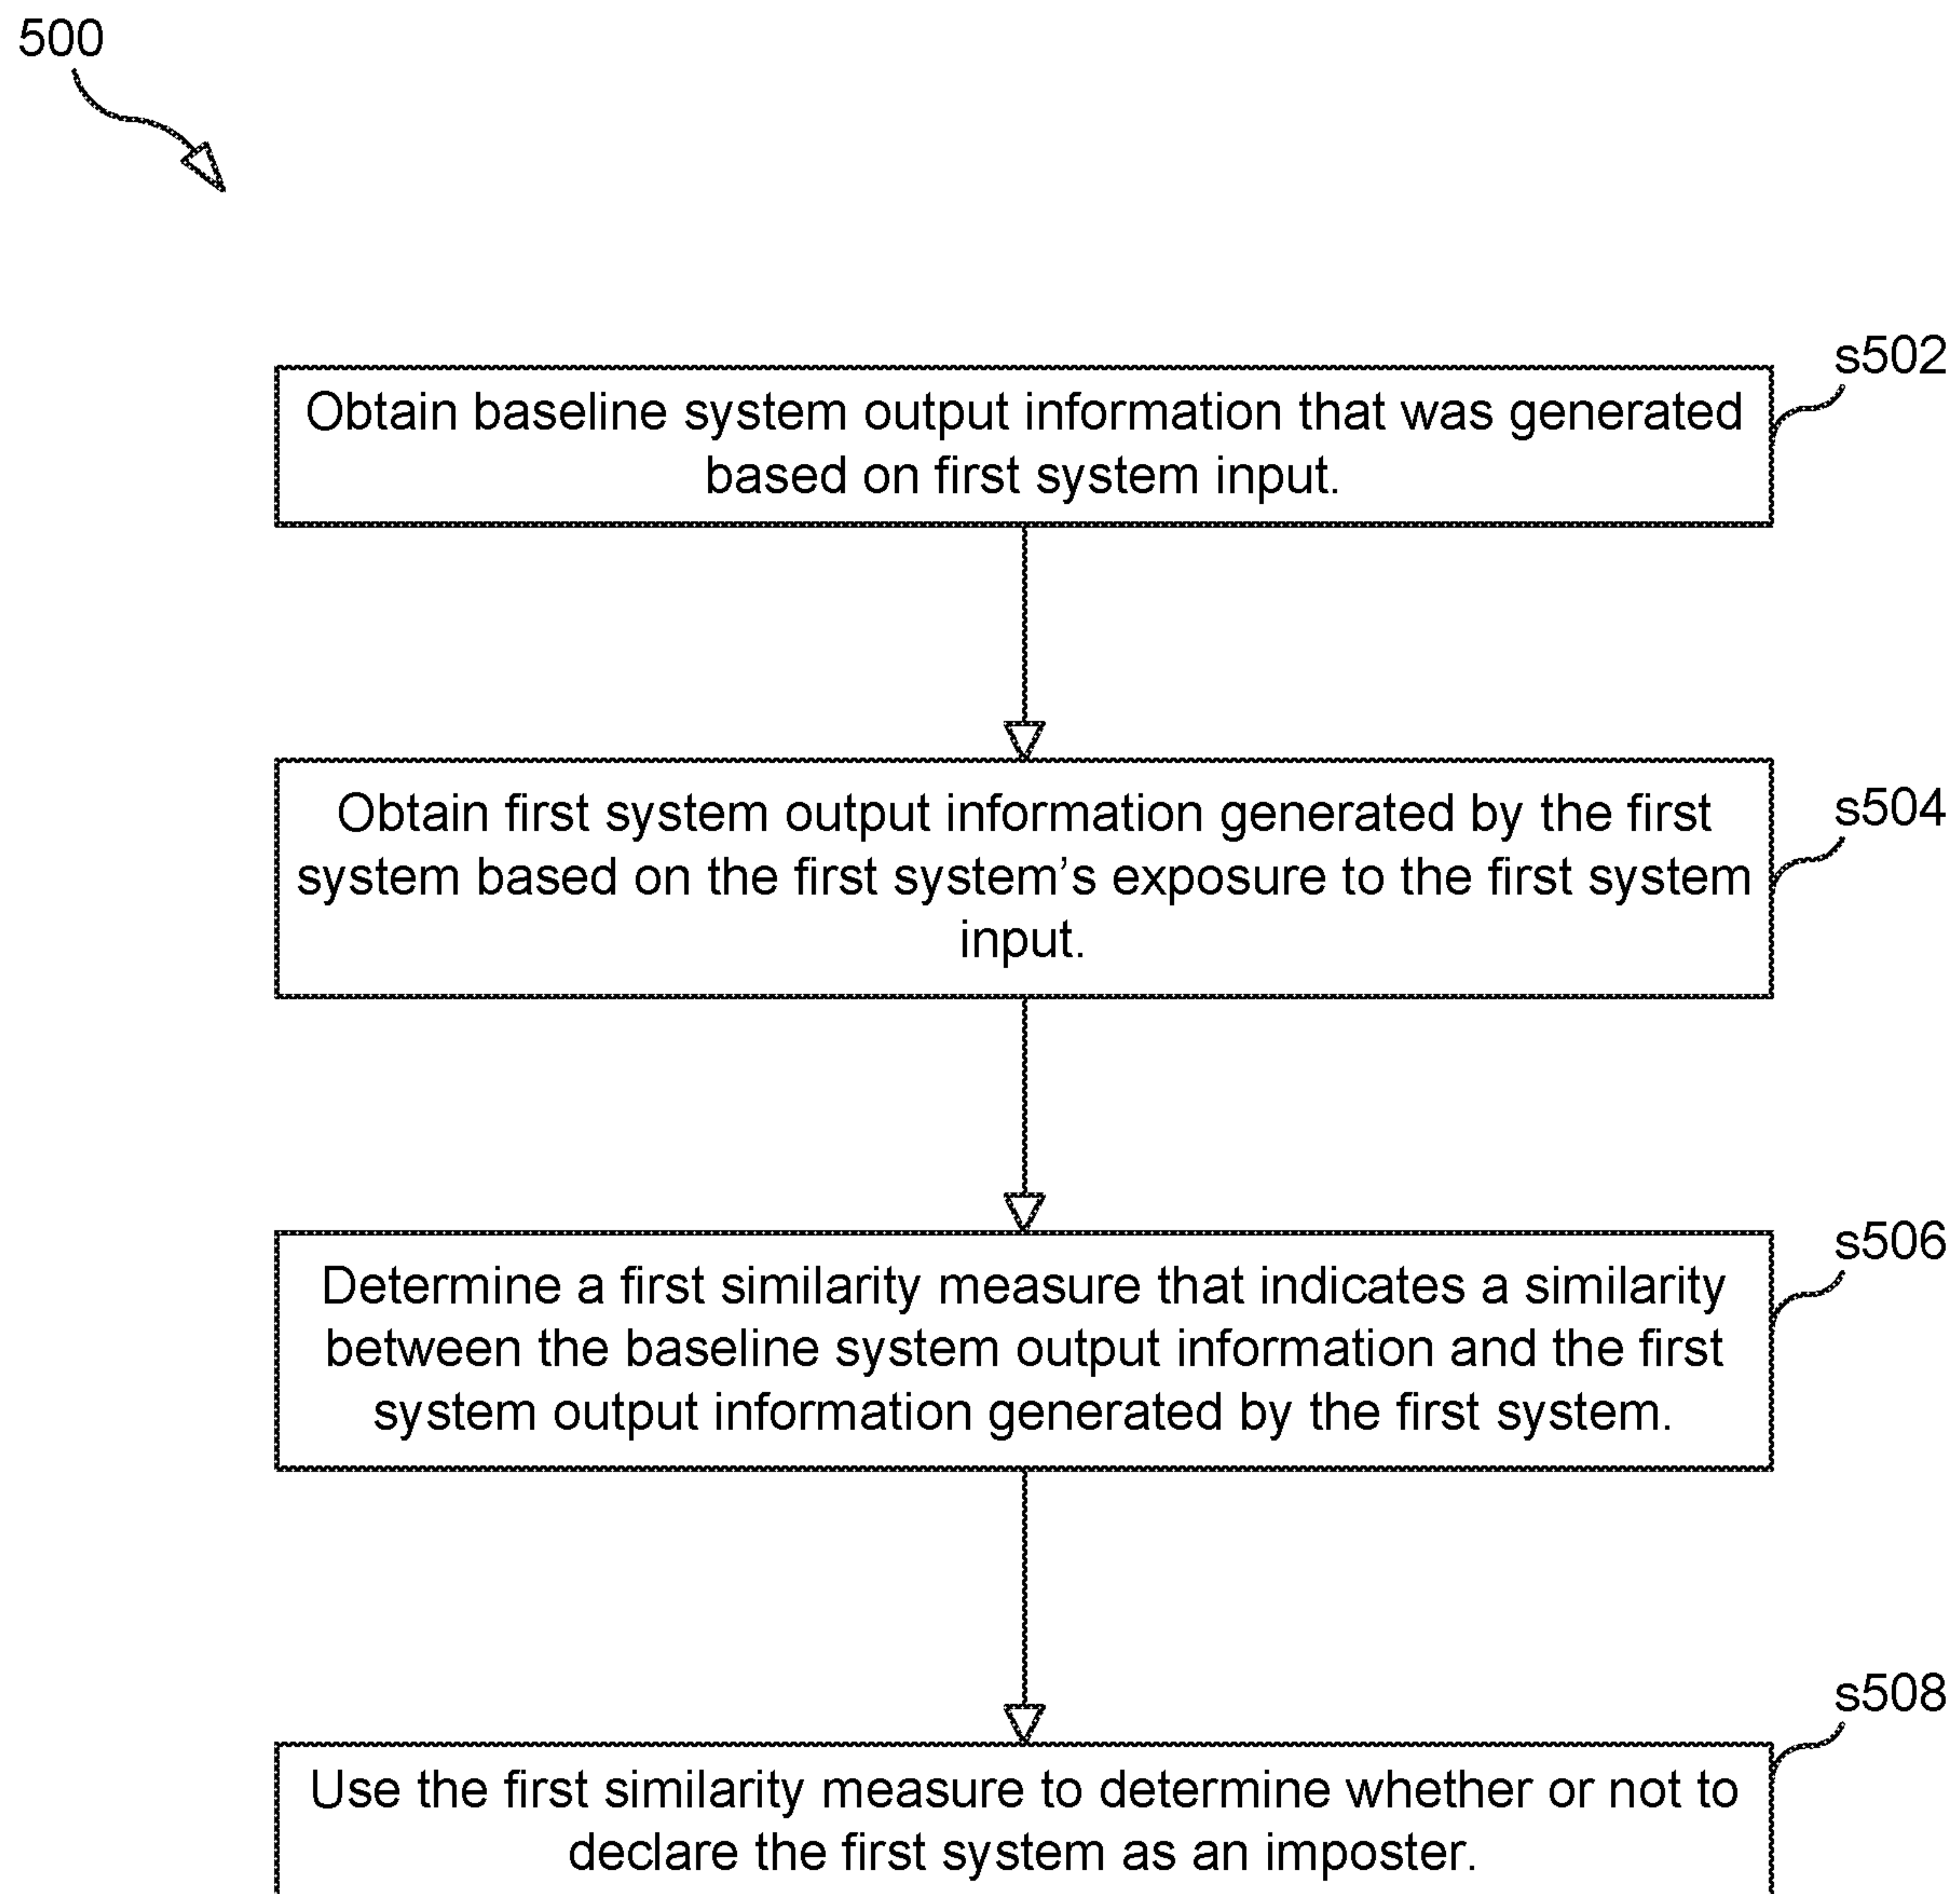 500
s502
Obtain baseline system output information that was generated
based on first system input.
s504
Obtain first system output information generated by the first
system based on the first system’s exposure to the first system
input.
s506
Determine a first similarity measure that indicates a similarity
between the baseline system output information and the first
system output information generated by the first system.
s508
Use the first similarity measure to determine whether or not to
declare the first system as an imposter.